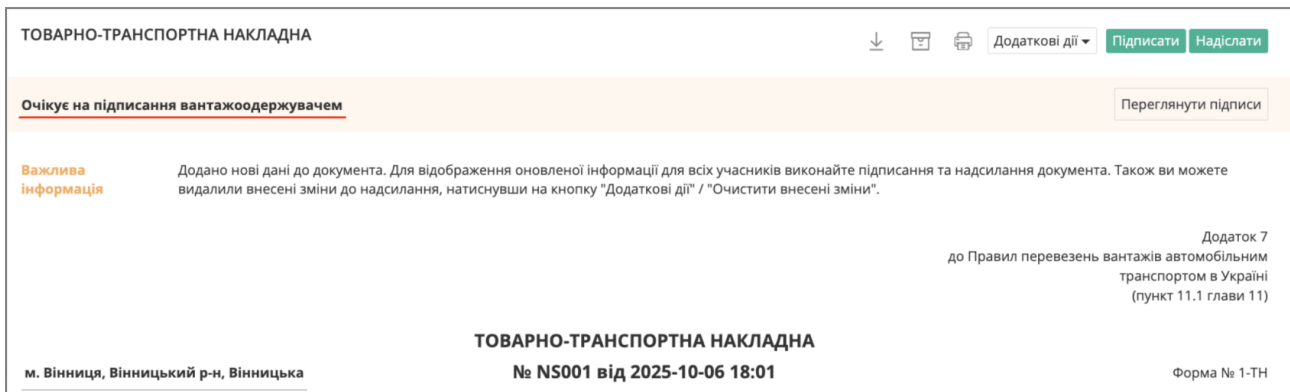 ТОВАРНО-ТРАНСПОРТНА НАКЛАДНА
Додаткові дії
Підписати
Надіслати
Очікує на підписання вантажоодержувачем
Переглянути підписи
Важлива
інформація
Додано нові дані до документа. Для відображення оновленої інформації для всіх учасників виконайте підписання та надсилання документа. Також ви можете
видалили внесені зміни до надсилання, натиснувши на кнопку "Додаткові дії" / "Очистити внесені зміни".
Додаток 7
до Правил перевезень вантажів автомобільним
транспортом в Україні
(пункт 11.1 глави 11)
ТОВАРНО-ТРАНСПОРТНА НАКЛАДНА
м. Вінниця, Вінницький р-н, Вінницька
№ NS001 від 2025-10-06 18:01
Форма № 1-ТН